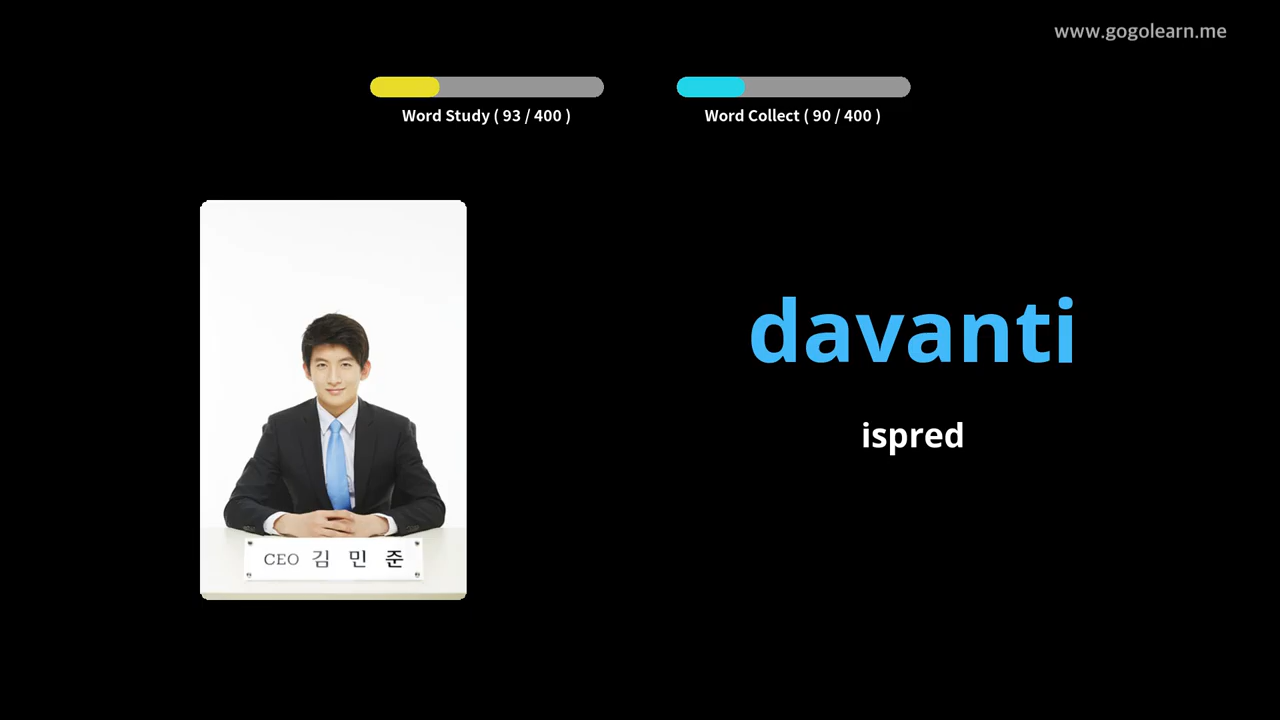 www.gogolearn.me
Word Study ( 93 / 400 )
Word Collect ( 90 / 400 )
davanti
ispred
CEO 김 민 준